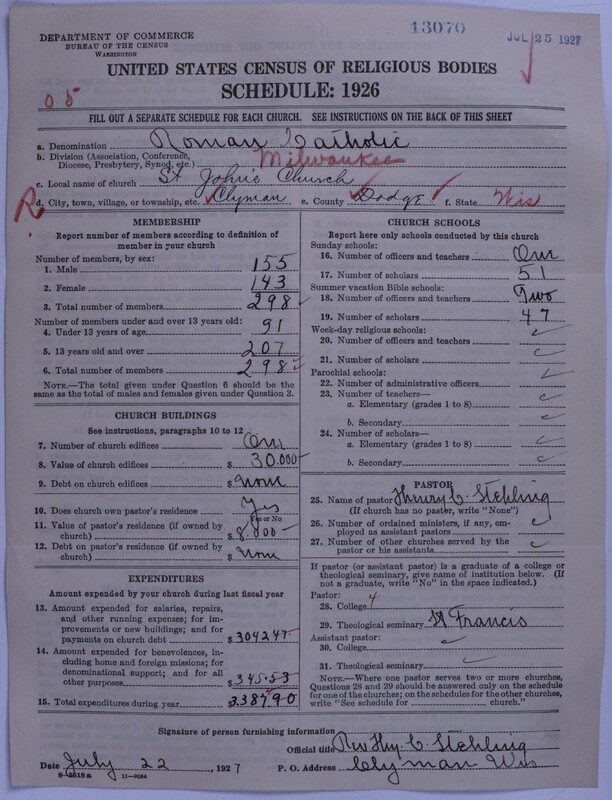 13070
JUL 25 1927
DEPARTMENT OF COMMERCE
BUREAU OF THE CENSUS
WASHINGTON
UNITED STATES CENSUS OF RELIGIOUS BODIES
SCHEDULE: 1926
05
FILL OUT A SEPARATE SCHEDULE FOR EACH CHURCH. SEE INSTRUCTIONS ON THE BACK OF THIS SHEET
a. Denomination Roman Catholic
b. Division (Association, Conference, Diocese, Presbytery, Synod, etc.) Milwaukee
c. Local name of church St John's Church
R d. City, town, village, or township, etc. Clyman e. County Dodge f. State Wis
MEMBERSHIP
Report number of members according to definition of member in your church
Number of members, by sex:
1. Male 155
2. Female 143
3. Total number of members 298
Number of members under and over 13 years old:
4. Under 13 years of age 91
5. 13 years old and over 207
6. Total number of members 298
NOTE.—The total given under Question 6 should be the same as the total of males and females given under Question 3.
CHURCH BUILDINGS
See instructions, paragraphs 10 to 12
7. Number of church edifices One
8. Value of church edifices $ 30.000
9. Debt on church edifices $ None
10. Does church own pastor's residence Yes
Yes or No
11. Value of pastor's residence (if owned by church) $ 8.000
12. Debt on pastor's residence (if owned by church) $ None
EXPENDITURES
Amount expended by your church during last fiscal year
13. Amount expended for salaries, repairs, and other running expenses; for improvements or new buildings; and for payments on church debt $ 3042 47
14. Amount expended for benevolences, including home and foreign missions; for denominational support; and for all other purposes $ 345.53
15. Total expenditures during year $ 3387 90
CHURCH SCHOOLS
Report here only schools conducted by this church
Sunday schools:
16. Number of officers and teachers One
17. Number of scholars 51
Summer vacation Bible schools:
18. Number of officers and teachers Two
19. Number of scholars 47
Week-day religious schools:
20. Number of officers and teachers
21. Number of scholars
Parochial schools:
22. Number of administrative officers
23. Number of teachers—
a. Elementary (grades 1 to 8)
b. Secondary
24. Number of scholars—
a. Elementary (grades 1 to 8)
b. Secondary
PASTOR
25. Name of pastor Henry C. Stehling
(If church has no pastor, write "None")
26. Number of ordained ministers, if any, employed as assistant pastors
27. Number of other churches served by the pastor or his assistants
If pastor (or assistant pastor) is a graduate of a college or theological seminary, give name of institution below. (If not a graduate, write "No" in the space indicated.)
Pastor: 4
28. College
29. Theological seminary St Francis
Assistant pastor:
30. College
31. Theological seminary
NOTE.—Where one pastor serves two or more churches, Questions 28 and 29 should be answered only on the schedule for one of the churches; on the schedules for the other churches, write "See schedule for church."
Signature of person furnishing information
Official title Rev Hy. C. Stehling
Date July 22, 1927 P. O. Address Clyman Wis
8-5518a 11-9034